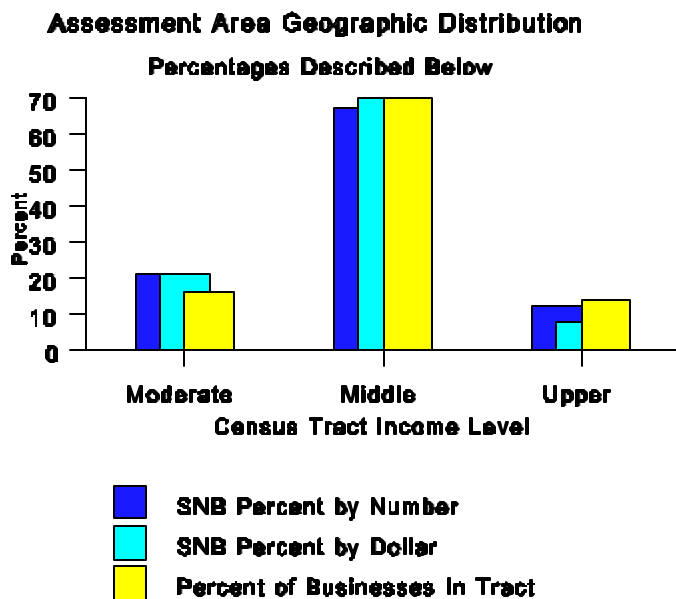 Assessment Area Geographic Distribution
Percentages Described Below
70
60
50
40
30
20
10
0
Percent
Moderate Middle Upper
Census Tract Income Level
SNB Percent by Number
SNB Percent by Dollar
Percent of Businesses In Tract